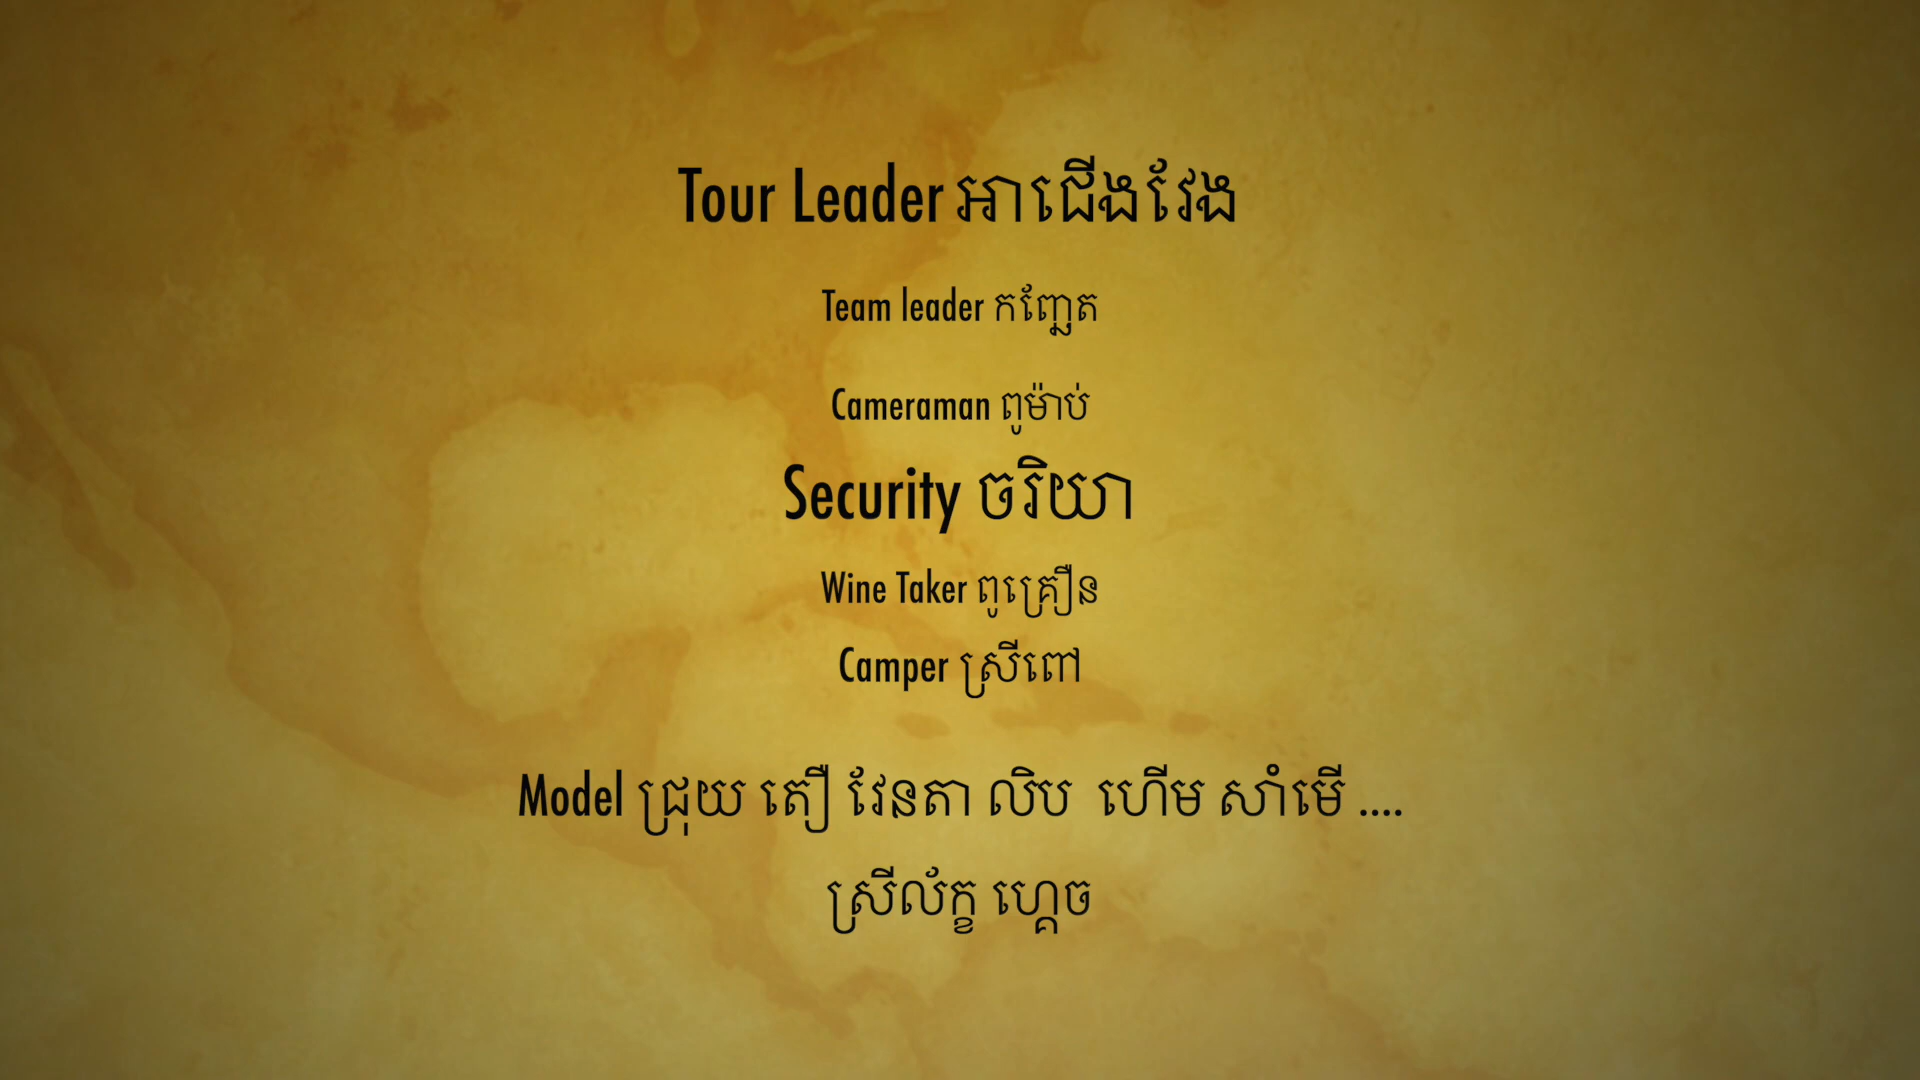 Tour Leader អាជើងវែង
Team leader កញ្ឆែត
Cameraman ពូម៉ាប់
Security ចរិយា
Wine Taker ពូគ្រឿន
Camper ស្រីពៅ
Model ជ្រុយ តឿ វែនតា លិប ហើម សាំមើ ....
ស្រីល័ក្ខ ហ្គេច